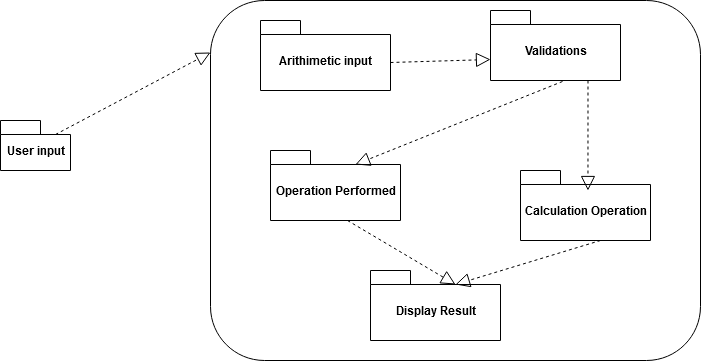 Arithimetic input
Validations
User input
Operation Performed
Calculation Operation
Display Result